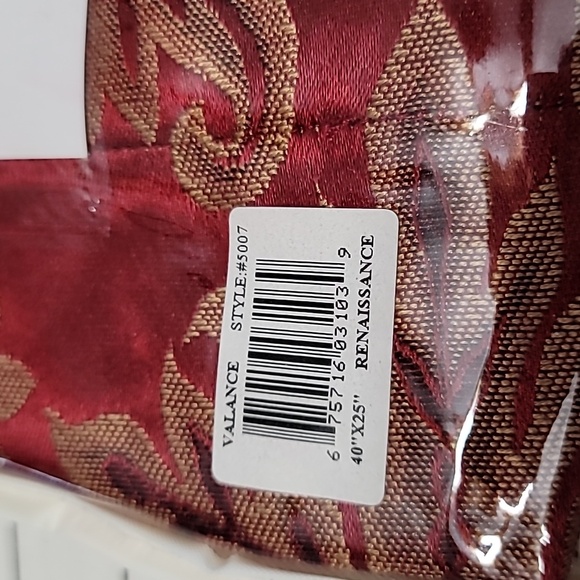 VALANCE STYLE:#5007
6 75716 03103 9
40"X25" RENAISSANCE